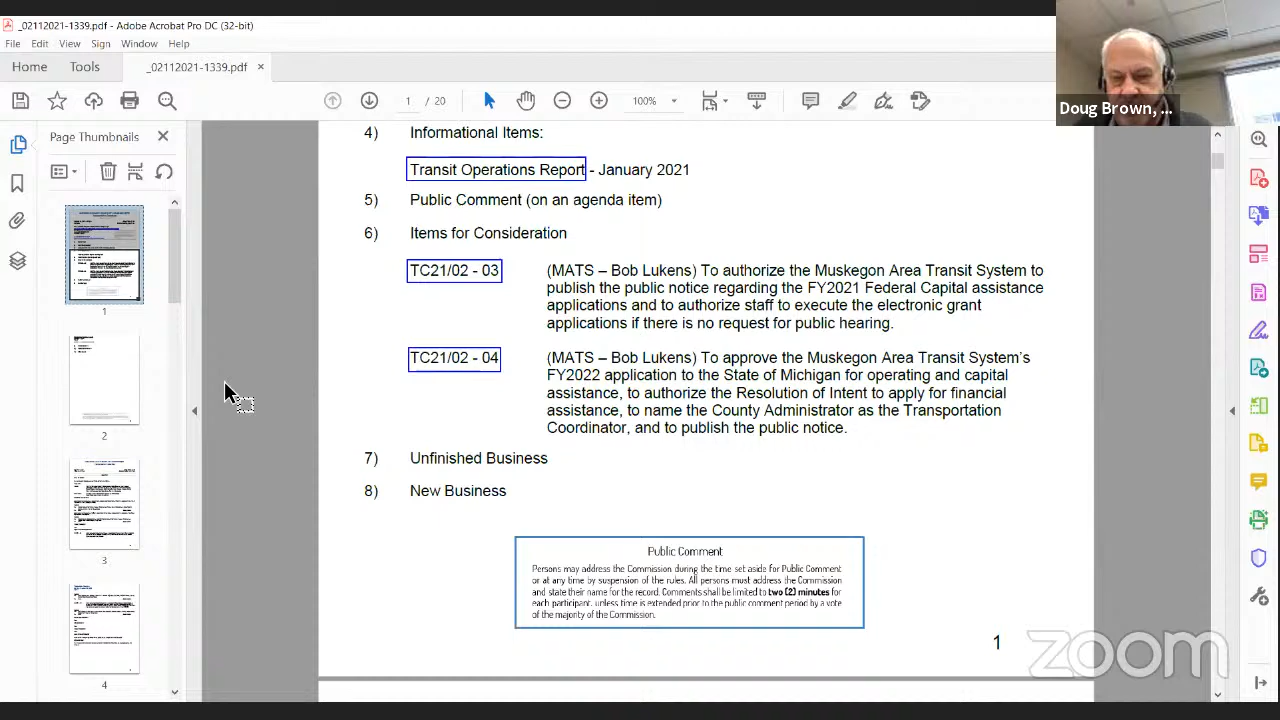 _02112021-1339.pdf - Adobe Acrobat Pro DC (32-bit)
File Edit View Sign Window Help
Home Tools _02112021-1339.pdf ×
1 / 20 100%
Doug Brown, ...
Page Thumbnails
1
2
3
4
4) Informational Items:
Transit Operations Report - January 2021
5) Public Comment (on an agenda item)
6) Items for Consideration
TC21/02 - 03 (MATS – Bob Lukens) To authorize the Muskegon Area Transit System to
publish the public notice regarding the FY2021 Federal Capital assistance
applications and to authorize staff to execute the electronic grant
applications if there is no request for public hearing.
TC21/02 - 04 (MATS – Bob Lukens) To approve the Muskegon Area Transit System’s
FY2022 application to the State of Michigan for operating and capital
assistance, to authorize the Resolution of Intent to apply for financial
assistance, to name the County Administrator as the Transportation
Coordinator, and to publish the public notice.
7) Unfinished Business
8) New Business
Public Comment
Persons may address the Commission during the time set aside for Public Comment
or at any time by suspension of the rules. All persons must address the Commission
and state their name for the record. Comments shall be limited to two (2) minutes for
each participant, unless time is extended prior to the public comment period by a vote
of the majority of the Commission.
1
zoom